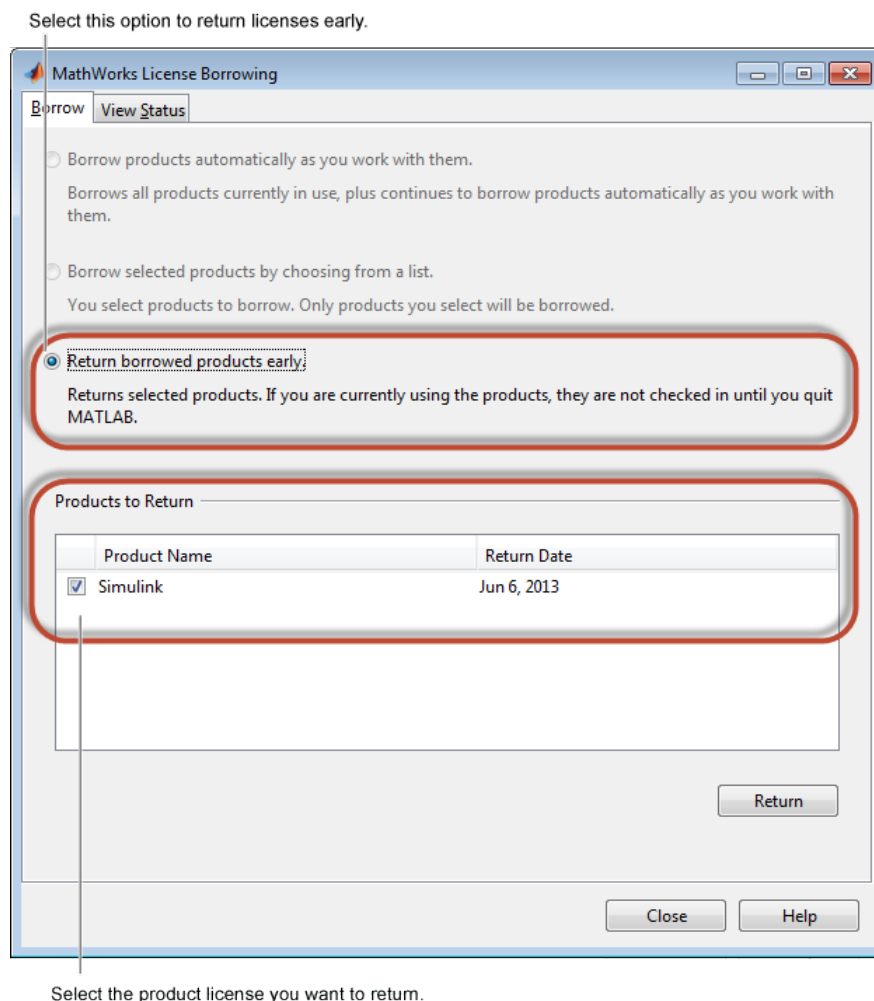 Select this option to return licenses early.
MathWorks License Borrowing
Borrow View Status
Borrow products automatically as you work with them.
Borrows all products currently in use, plus continues to borrow products automatically as you work with
them.
Borrow selected products by choosing from a list.
You select products to borrow. Only products you select will be borrowed.
Return borrowed products early.
Returns selected products. If you are currently using the products, they are not checked in until you quit
MATLAB.
Products to Return
Product Name Return Date
Simulink Jun 6, 2013
Return
Close Help
Select the product license you want to return.